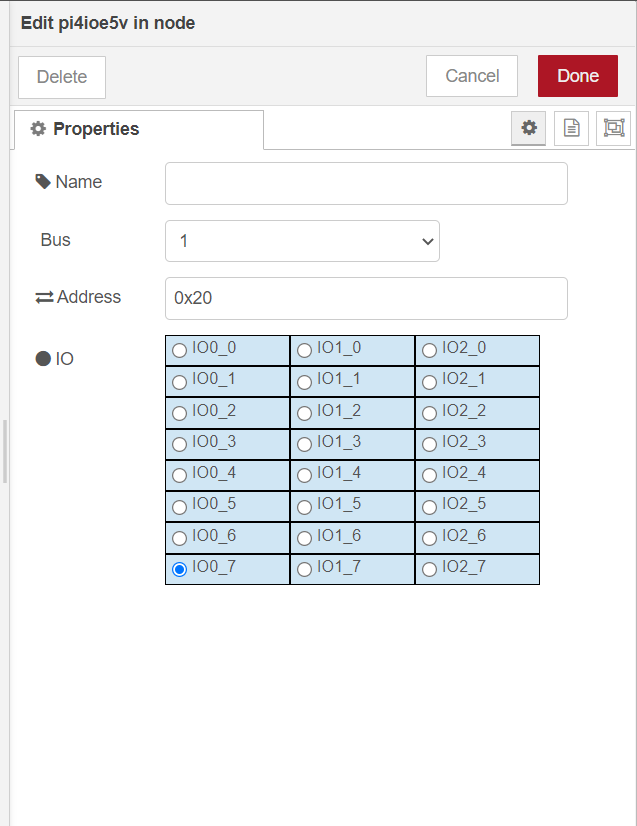 Edit pi4ioe5v in node
Delete Cancel Done
Properties
Name
Bus 1
Address 0x20
IO IO0_0 IO1_0 IO2_0
IO0_1 IO1_1 IO2_1
IO0_2 IO1_2 IO2_2
IO0_3 IO1_3 IO2_3
IO0_4 IO1_4 IO2_4
IO0_5 IO1_5 IO2_5
IO0_6 IO1_6 IO2_6
IO0_7 IO1_7 IO2_7